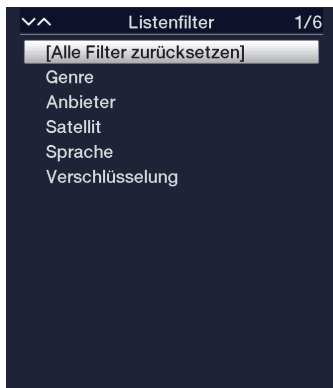 Listenfilter 1/6
[Alle Filter zurücksetzen]
Genre
Anbieter
Satellit
Sprache
Verschlüsselung